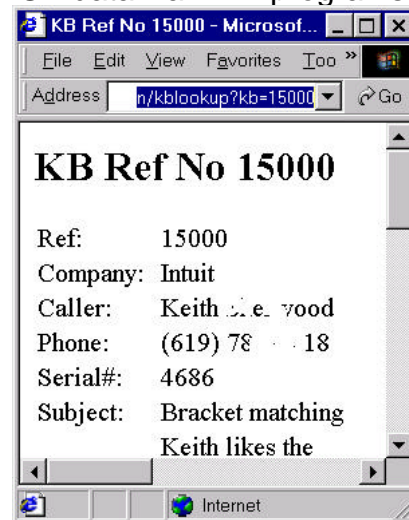 KB Ref No 15000 - Microsof...
File Edit View Favorites Too »
Address n/kblookup?kb=15000 Go
KB Ref No 15000
Ref: 15000
Company: Intuit
Caller: Keith
Phone: (619) 78 18
Serial#: 4686
Subject: Bracket matching
Keith likes the
Internet